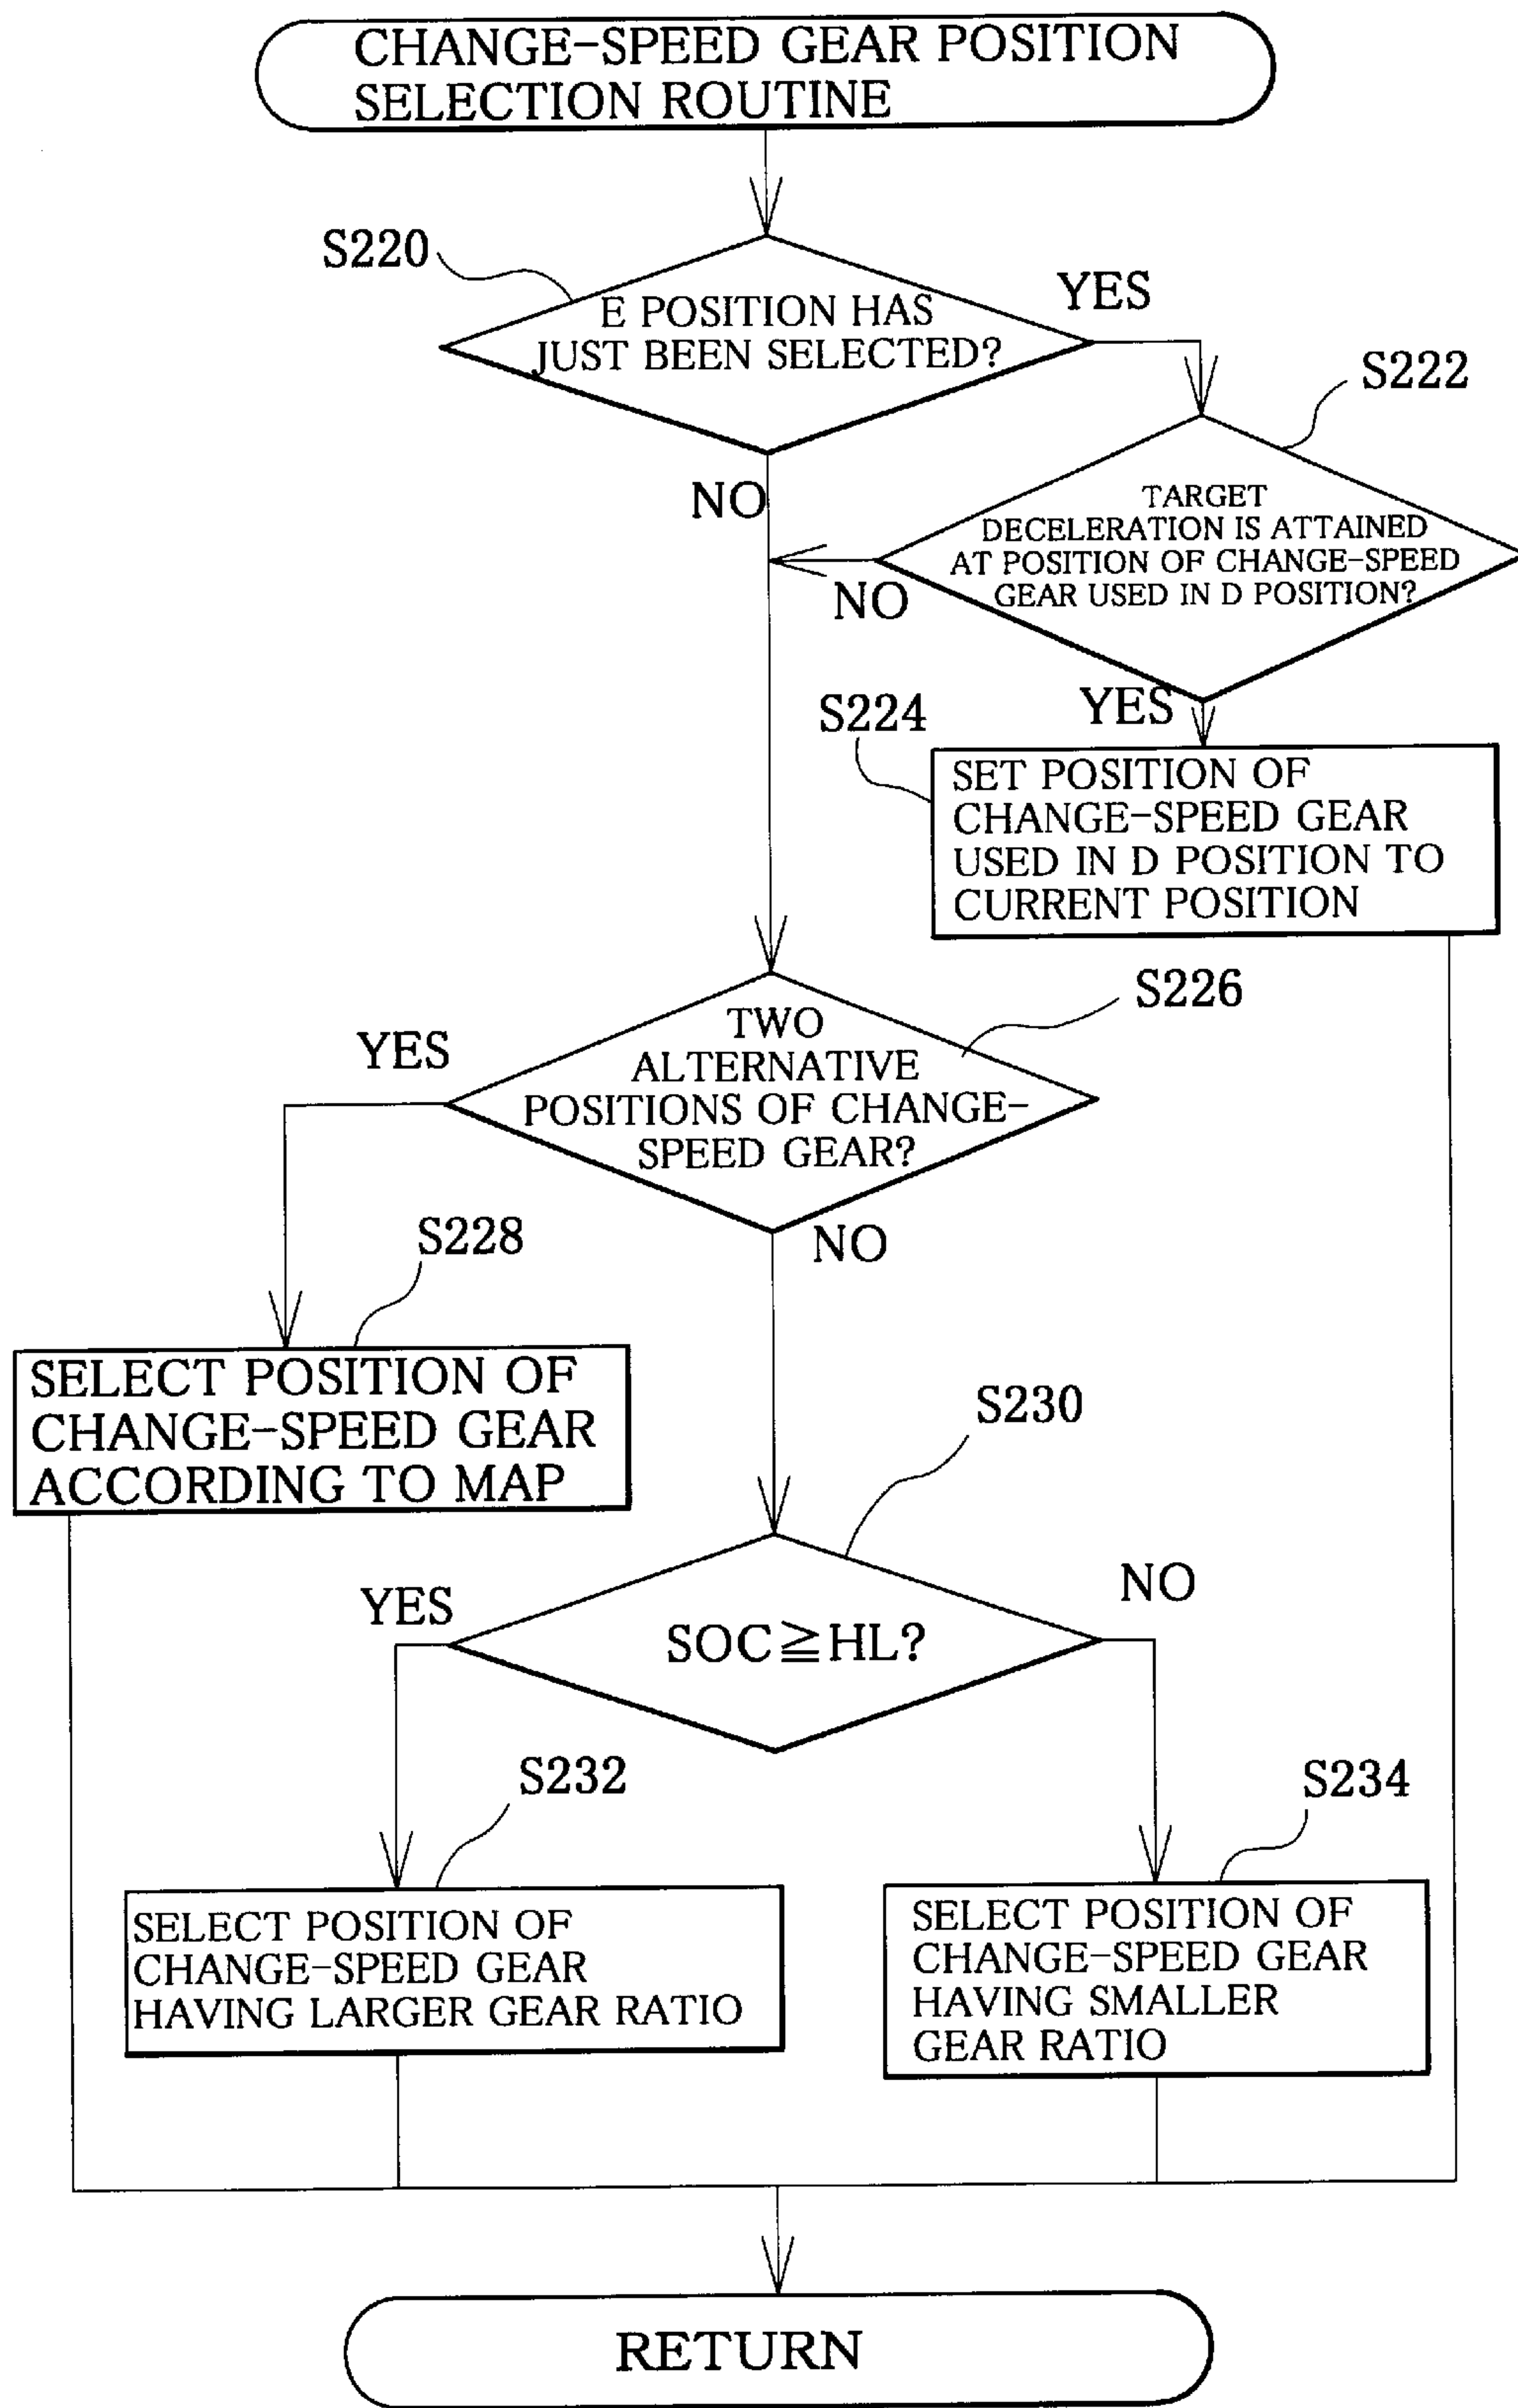 CHANGE-SPEED GEAR POSITION
SELECTION ROUTINE
S220
E POSITION HAS
JUST BEEN SELECTED?
YES
NO
S222
TARGET
DECELERATION IS ATTAINED
AT POSITION OF CHANGE-SPEED
GEAR USED IN D POSITION?
NO
YES
S224
SET POSITION OF
CHANGE-SPEED GEAR
USED IN D POSITION TO
CURRENT POSITION
S226
TWO
ALTERNATIVE
POSITIONS OF CHANGE-
SPEED GEAR?
YES
NO
S228
SELECT POSITION OF
CHANGE-SPEED GEAR
ACCORDING TO MAP
S230
SOC≧HL?
YES
NO
S232
SELECT POSITION OF
CHANGE-SPEED GEAR
HAVING LARGER GEAR RATIO
S234
SELECT POSITION OF
CHANGE-SPEED GEAR
HAVING SMALLER
GEAR RATIO
RETURN